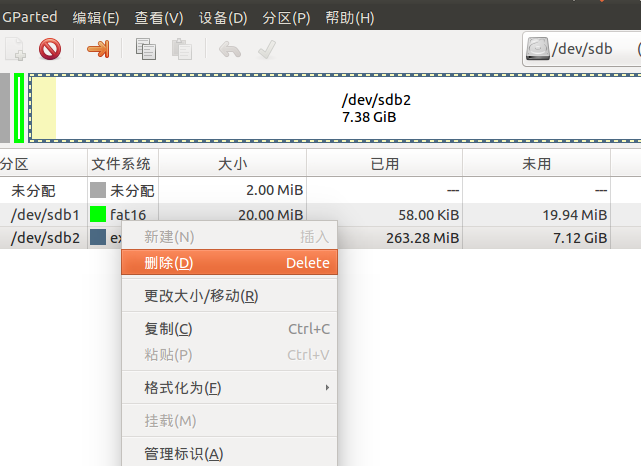 GParted 编辑(E) 查看(V) 设备(D) 分区(P) 帮助(H)
/dev/sdb
/dev/sdb2
7.38 GiB
分区 文件系统 大小 已用 未用
未分配 未分配 2.00 MiB --- ---
/dev/sdb1 fat16 20.00 MiB 58.00 KiB 19.94 MiB
/dev/sdb2 ex 263.28 MiB 7.12 GiB
新建(N) 插入
删除(D) Delete
更改大小/移动(R)
复制(C) Ctrl+C
粘贴(P) Ctrl+V
格式化为(F)
挂载(M)
管理标识(A)